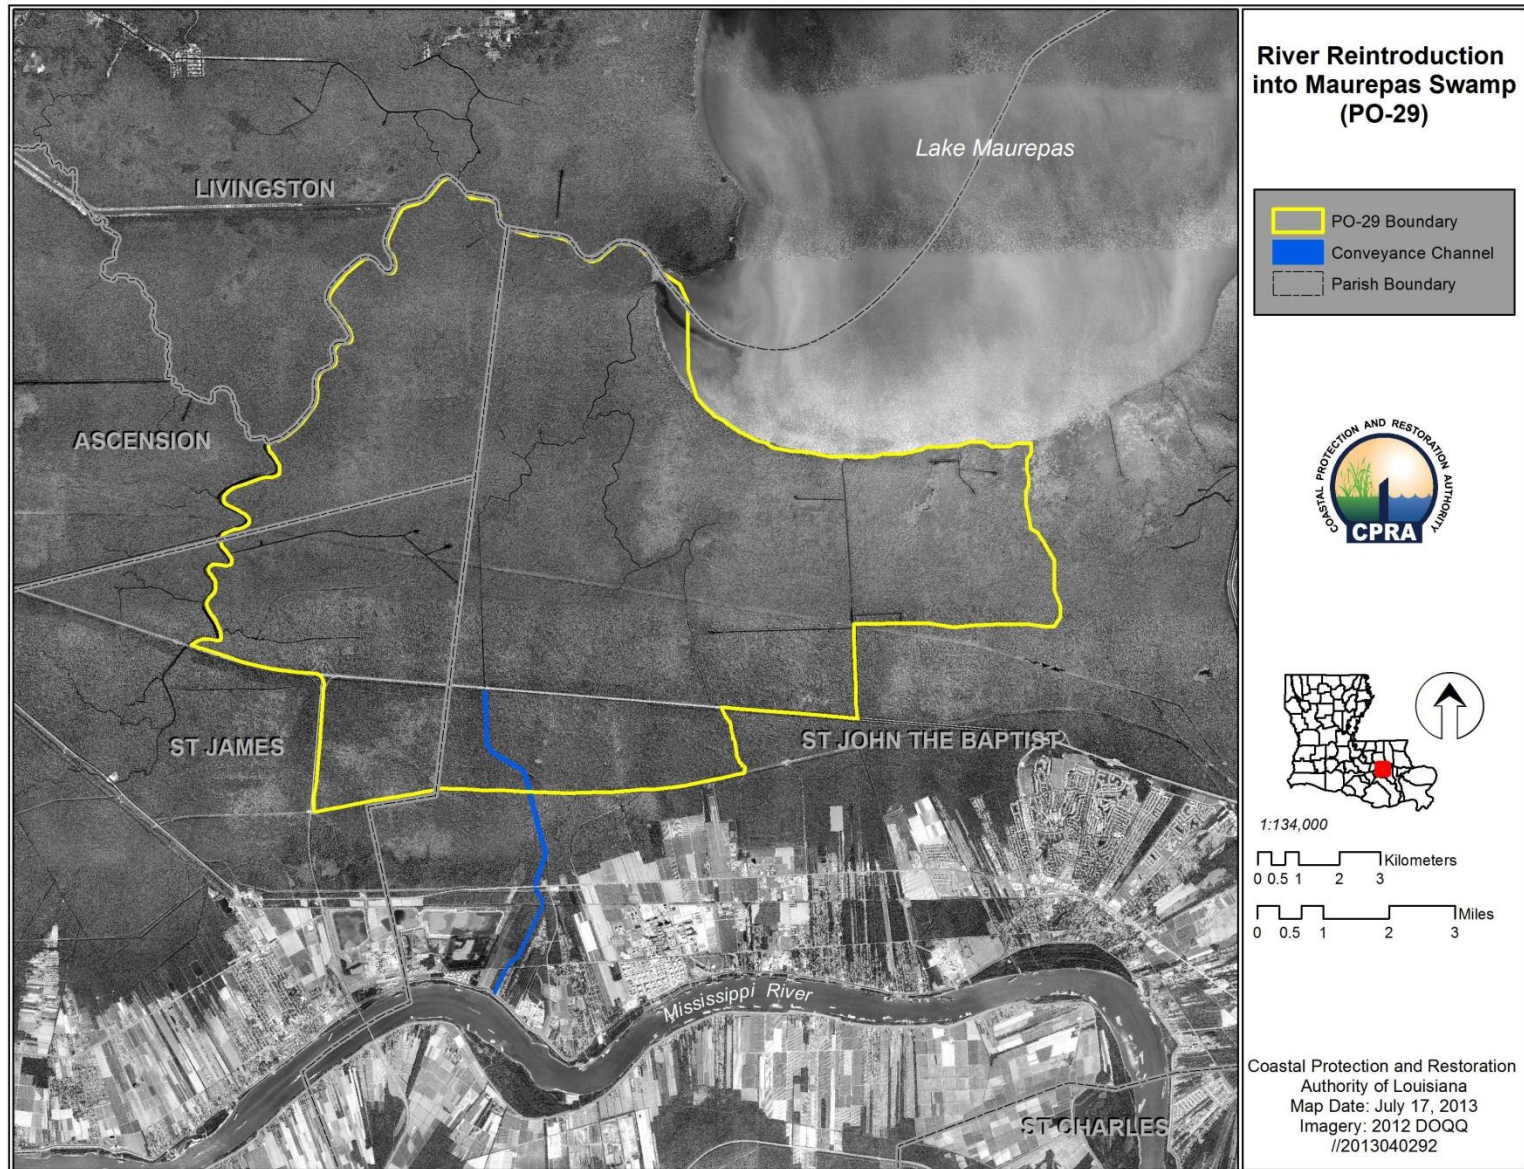 River Reintroduction
into Maurepas Swamp
(PO-29)
Lake Maurepas
LIVINGSTON
PO-29 Boundary
Conveyance Channel
Parish Boundary
ASCENSION
COASTAL PROTECTION AND RESTORATION AUTHORITY
CPRA
ST JAMES
ST JOHN THE BAPTIST
1:134,000
Kilometers
0 0.5 1 2 3
Miles
0 0.5 1 2 3
Mississippi River
ST CHARLES
Coastal Protection and Restoration
Authority of Louisiana
Map Date: July 17, 2013
Imagery: 2012 DOQQ
//2013040292